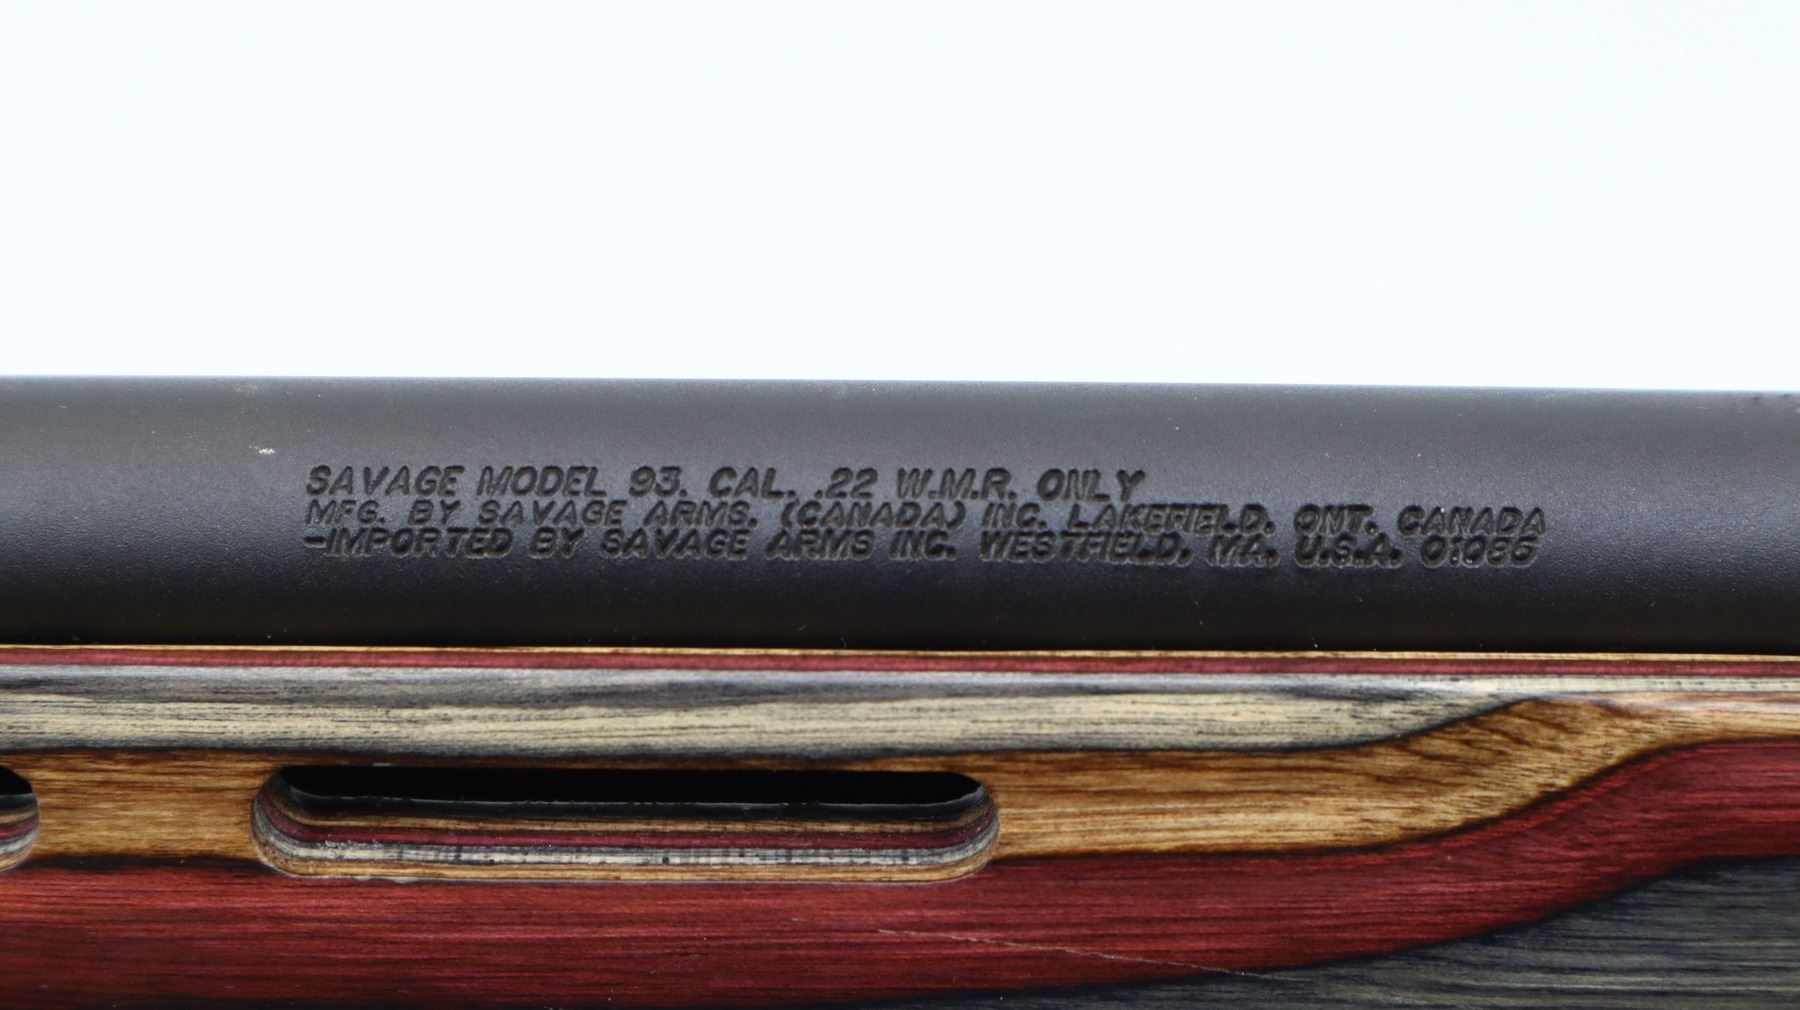 SAVAGE MODEL 93. CAL. .22 W.M.R. ONLY
MFG. BY SAVAGE ARMS. (CANADA) INC. LAKEFIELD. ONT. CANADA
-IMPORTED BY SAVAGE ARMS INC. WESTFIELD. MA. U.S.A. 01086